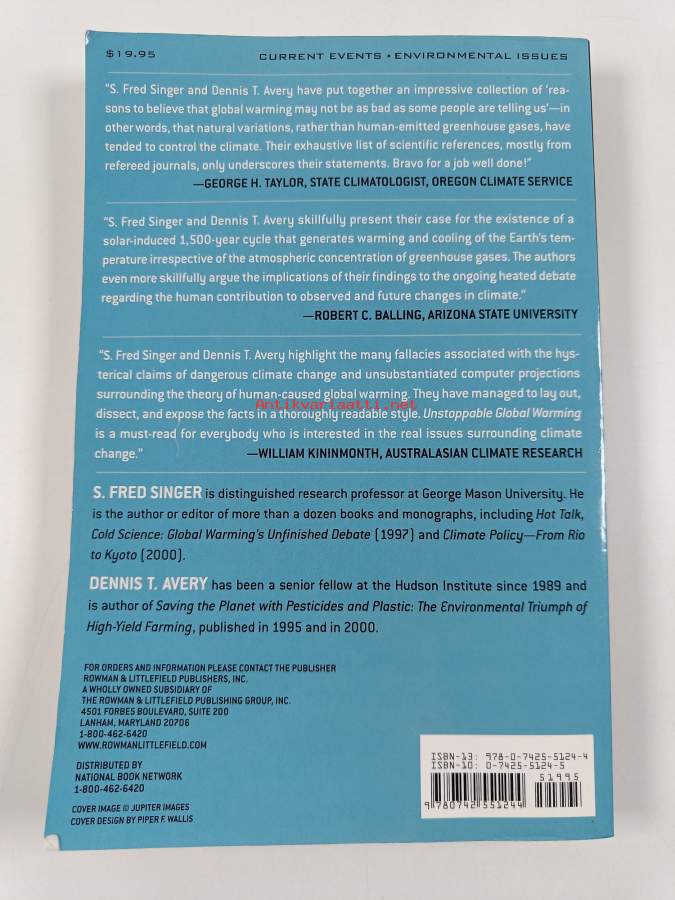 $19.95 CURRENT EVENTS • ENVIRONMENTAL ISSUES
“S. Fred Singer and Dennis T. Avery have put together an impressive collection of ‘rea-
sons to believe that global warming may not be as bad as some people are telling us’—in
other words, that natural variations, rather than human-emitted greenhouse gases, have
tended to control the climate. Their exhaustive list of scientific references, mostly from
refereed journals, only underscores their statements. Bravo for a job well done!”
—GEORGE H. TAYLOR, STATE CLIMATOLOGIST, OREGON CLIMATE SERVICE
“S. Fred Singer and Dennis T. Avery skillfully present their case for the existence of a
solar-induced 1,500-year cycle that generates warming and cooling of the Earth’s tem-
perature irrespective of the atmospheric concentration of greenhouse gases. The authors
even more skillfully argue the implications of their findings to the ongoing heated debate
regarding the human contribution to observed and future changes in climate.”
—ROBERT C. BALLING, ARIZONA STATE UNIVERSITY
“S. Fred Singer and Dennis T. Avery highlight the many fallacies associated with the hys-
terical claims of dangerous climate change and unsubstantiated computer projections
surrounding the theory of human-caused global warming. They have managed to lay out,
Antikvariaatti.net
dissect, and expose the facts in a thoroughly readable style. Unstoppable Global Warming
is a must-read for everybody who is interested in the real issues surrounding climate
change.” —WILLIAM KININMONTH, AUSTRALASIAN CLIMATE RESEARCH
S. FRED SINGER is distinguished research professor at George Mason University. He
is the author or editor of more than a dozen books and monographs, including Hot Talk,
Cold Science: Global Warming’s Unfinished Debate (1997) and Climate Policy—From Rio
to Kyoto (2000).
DENNIS T. AVERY has been a senior fellow at the Hudson Institute since 1989 and
is author of Saving the Planet with Pesticides and Plastic: The Environmental Triumph of
High-Yield Farming, published in 1995 and in 2000.
FOR ORDERS AND INFORMATION PLEASE CONTACT THE PUBLISHER
ROWMAN & LITTLEFIELD PUBLISHERS, INC.
A WHOLLY OWNED SUBSIDIARY OF
THE ROWMAN & LITTLEFIELD PUBLISHING GROUP, INC.
4501 FORBES BOULEVARD, SUITE 200
LANHAM, MARYLAND 20706
1-800-462-6420
WWW.ROWMANLITTLEFIELD.COM
DISTRIBUTED BY
NATIONAL BOOK NETWORK
1-800-462-6420
COVER IMAGE © JUPITER IMAGES
COVER DESIGN BY PIPER F. WALLIS
ISBN-13: 978-0-7425-5124-4
ISBN-10: 0-7425-5124-5
51995
9 780742 551244